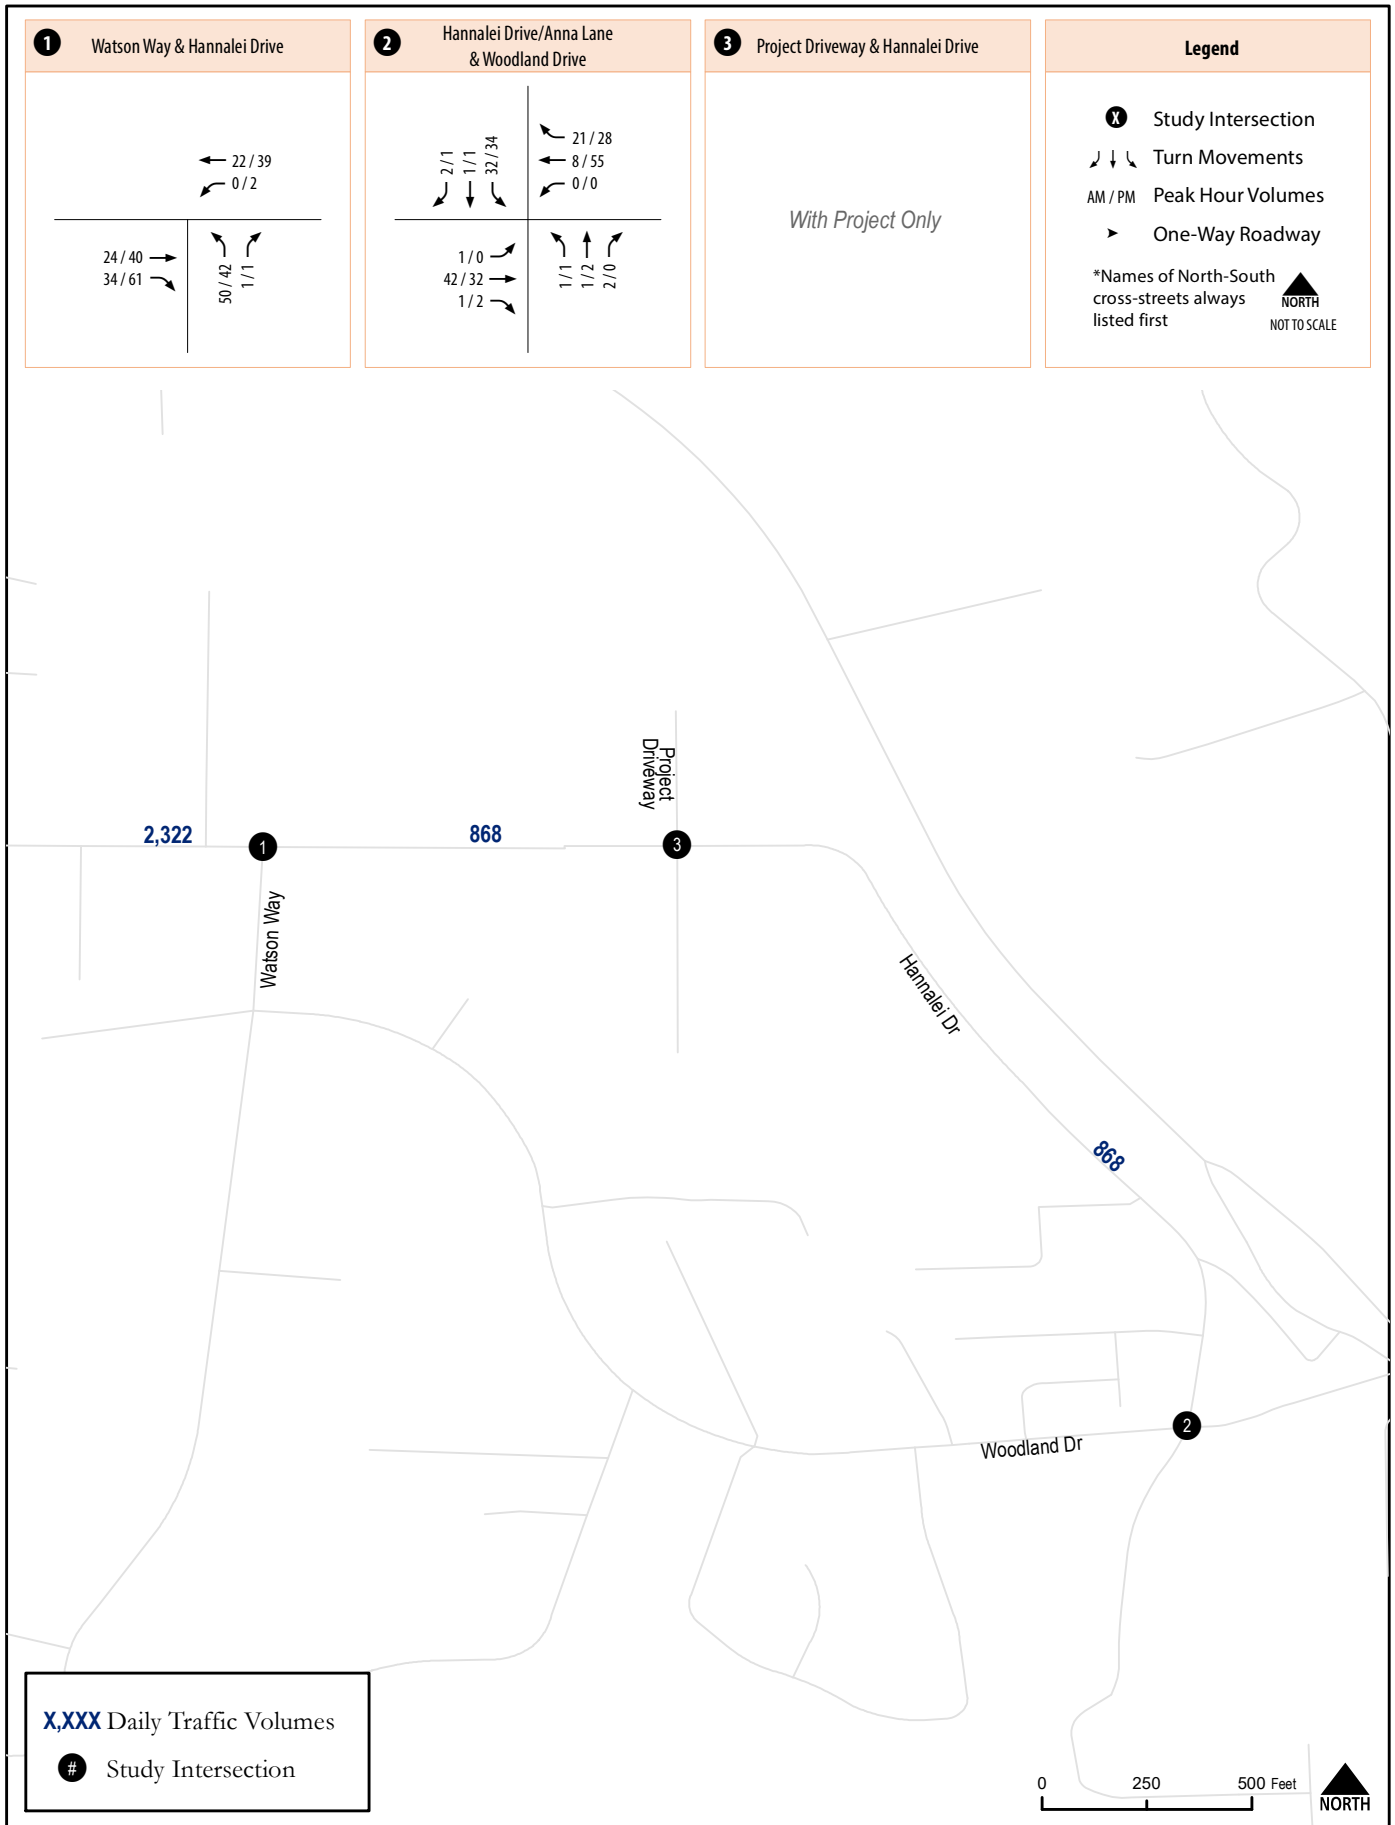 1
Watson Way & Hannalei Drive
22 / 39
0 / 2
24 / 40
34 / 61
50 / 42
1 / 1
2
Hannalei Drive/Anna Lane
& Woodland Drive
2 / 1
1 / 1
32 / 34
21 / 28
8 / 55
0 / 0
1 / 0
42 / 32
1 / 2
1 / 1
1 / 2
2 / 0
3
Project Driveway & Hannalei Drive
With Project Only
Legend
X Study Intersection
Turn Movements
AM / PM Peak Hour Volumes
One-Way Roadway
*Names of North-South
cross-streets always
listed first
NORTH
NOT TO SCALE
Project
Driveway
2,322
1
868
3
Watson Way
Hannalei Dr
868
2
Woodland Dr
X,XXX Daily Traffic Volumes
# Study Intersection
0 250 500 Feet
NORTH